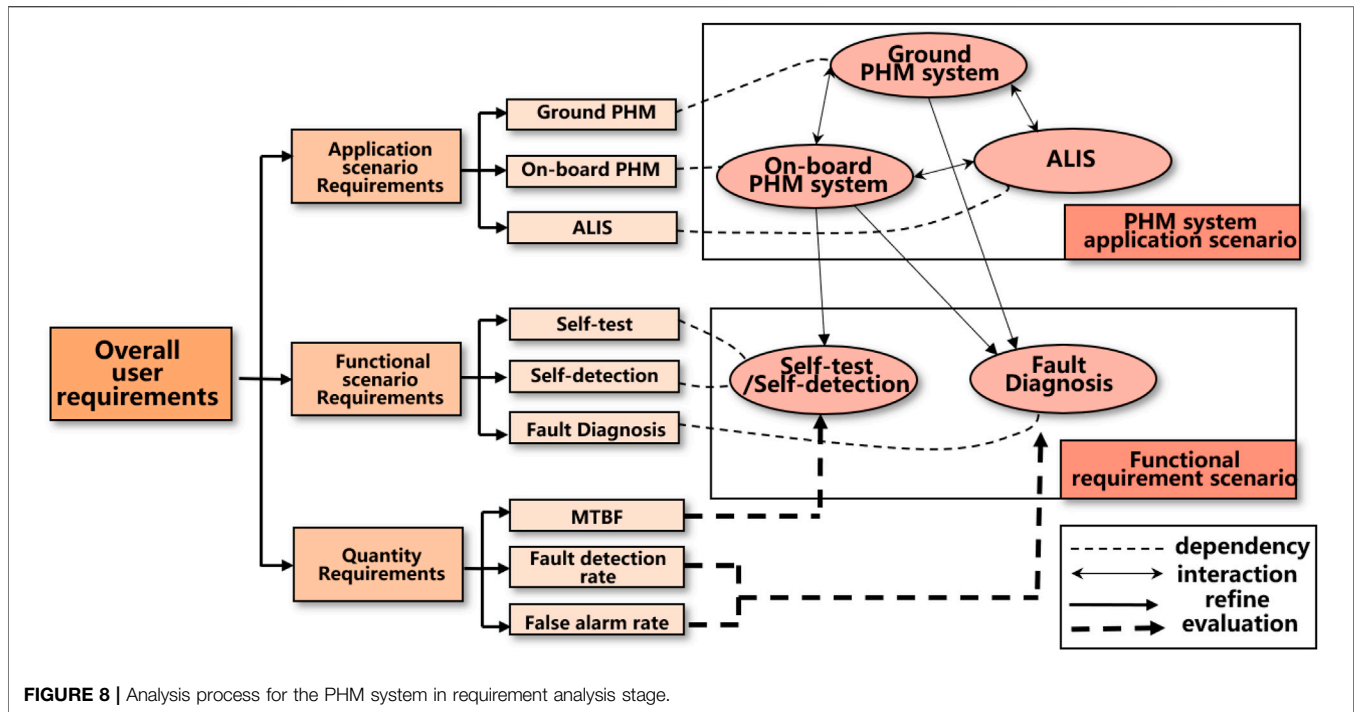 Overall
user
requirements
Application
scenario
Requirements
Functional
scenario
Requirements
Quantity
Requirements
Ground PHM
On-board PHM
ALIS
Self-test
Self-detection
Fault Diagnosis
MTBF
Fault detection
rate
False alarm rate
Ground
PHM system
On-board
PHM system
ALIS
PHM system
application scenario
Self-test
/Self-detection
Fault
Diagnosis
Functional
requirement scenario
dependency
interaction
refine
evaluation
FIGURE 8 | Analysis process for the PHM system in requirement analysis stage.